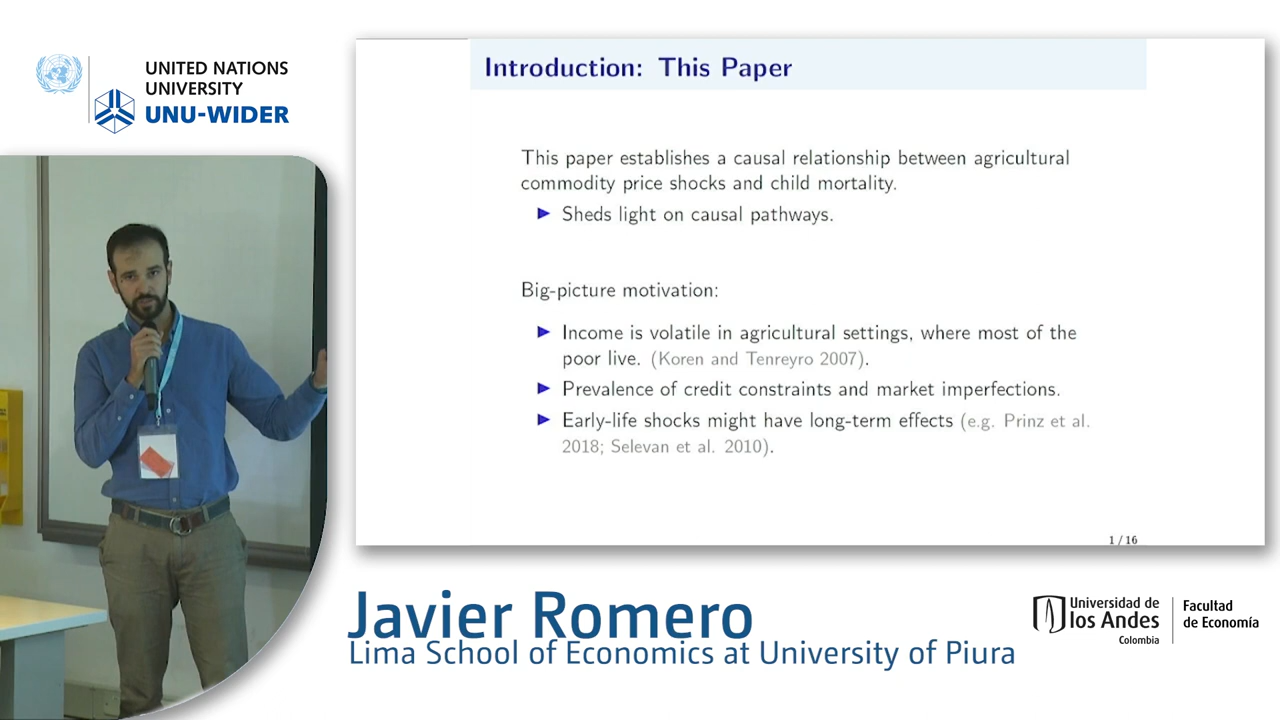 UNITED NATIONS
UNIVERSITY
UNU-WIDER
Introduction: This Paper
This paper establishes a causal relationship between agricultural
commodity price shocks and child mortality.
Sheds light on causal pathways.
Big-picture motivation:
Income is volatile in agricultural settings, where most of the
poor live. (Koren and Tenreyro 2007).
Prevalence of credit constraints and market imperfections.
Early-life shocks might have long-term effects (e.g. Prinz et al.
2018; Selevan et al. 2010).
1 / 16
Javier Romero
Lima School of Economics at University of Piura
Universidad de
los Andes
Colombia
Facultad
de Economía